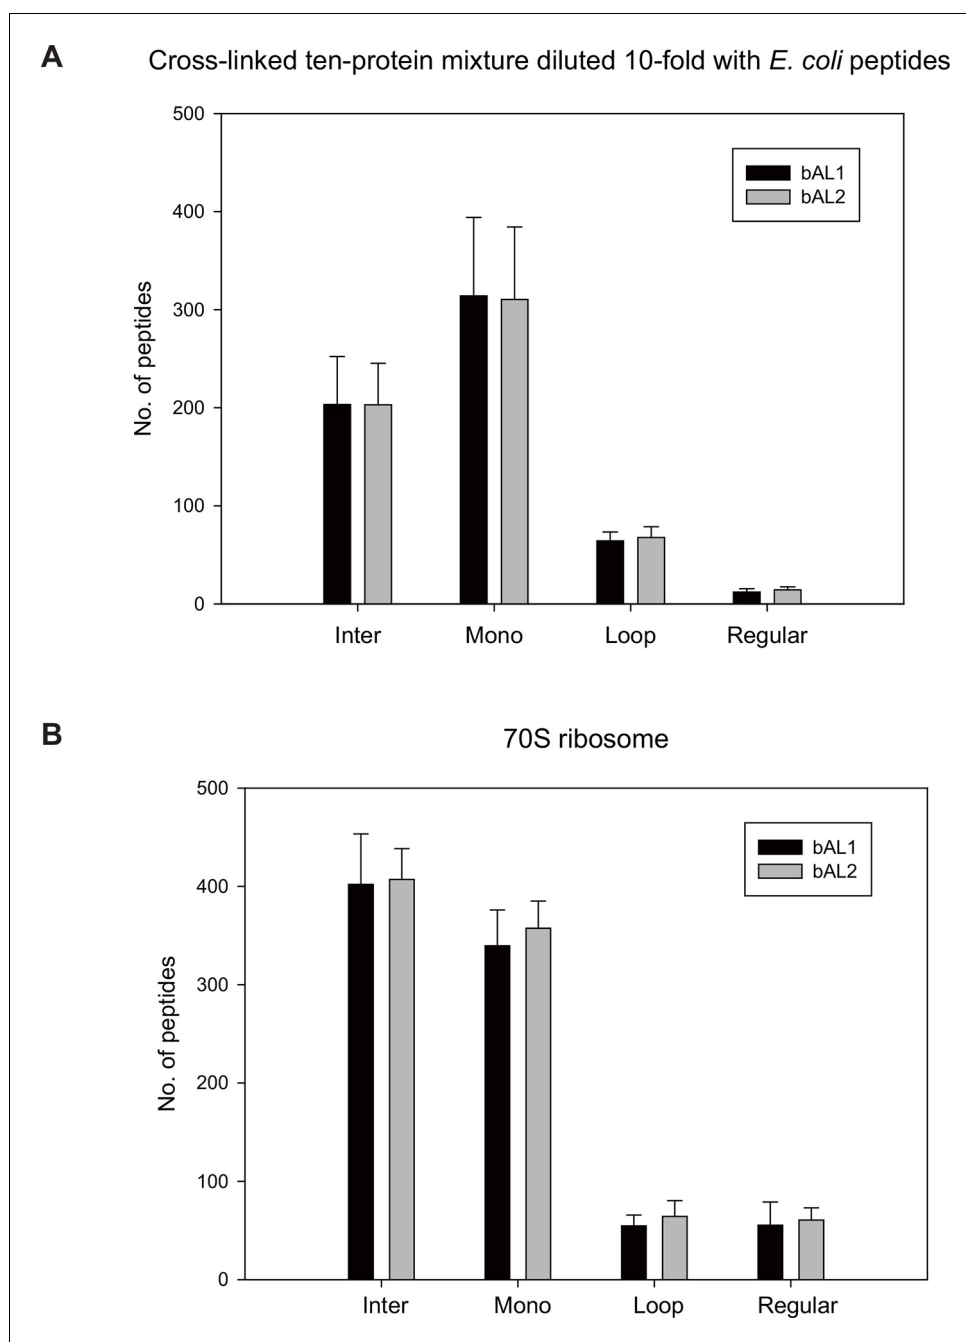 A
Cross-linked ten-protein mixture diluted 10-fold with E. coli peptides
500
400
300
200
100
0
No. of peptides
bAL1
bAL2
Inter Mono Loop Regular
B
70S ribosome
500
400
300
200
100
0
No. of peptides
bAL1
bAL2
Inter Mono Loop Regular